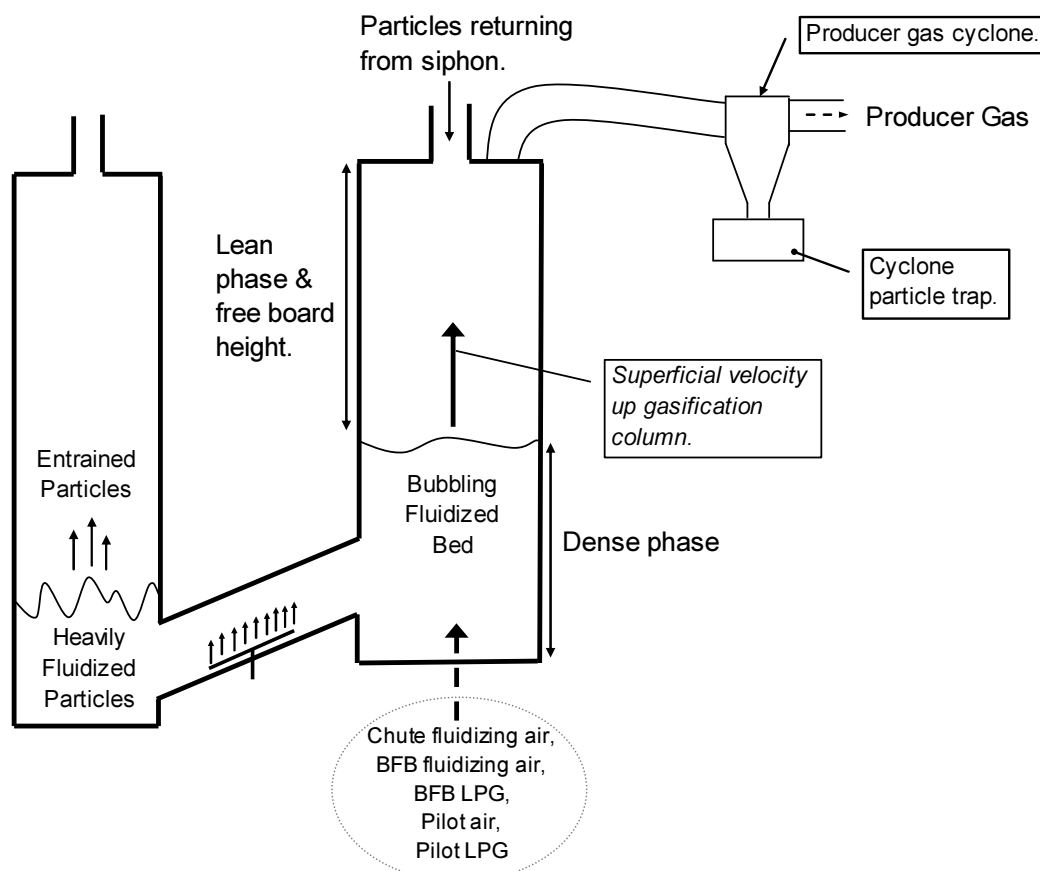 Particles returning
from siphon.
Producer gas cyclone.
Producer Gas
Cyclone
particle trap.
Lean
phase &
free board
height.
Superficial velocity
up gasification
column.
Entrained
Particles
Bubbling
Fluidized
Bed
Dense phase
Heavily
Fluidized
Particles
Chute fluidizing air,
BFB fluidizing air,
BFB LPG,
Pilot air,
Pilot LPG